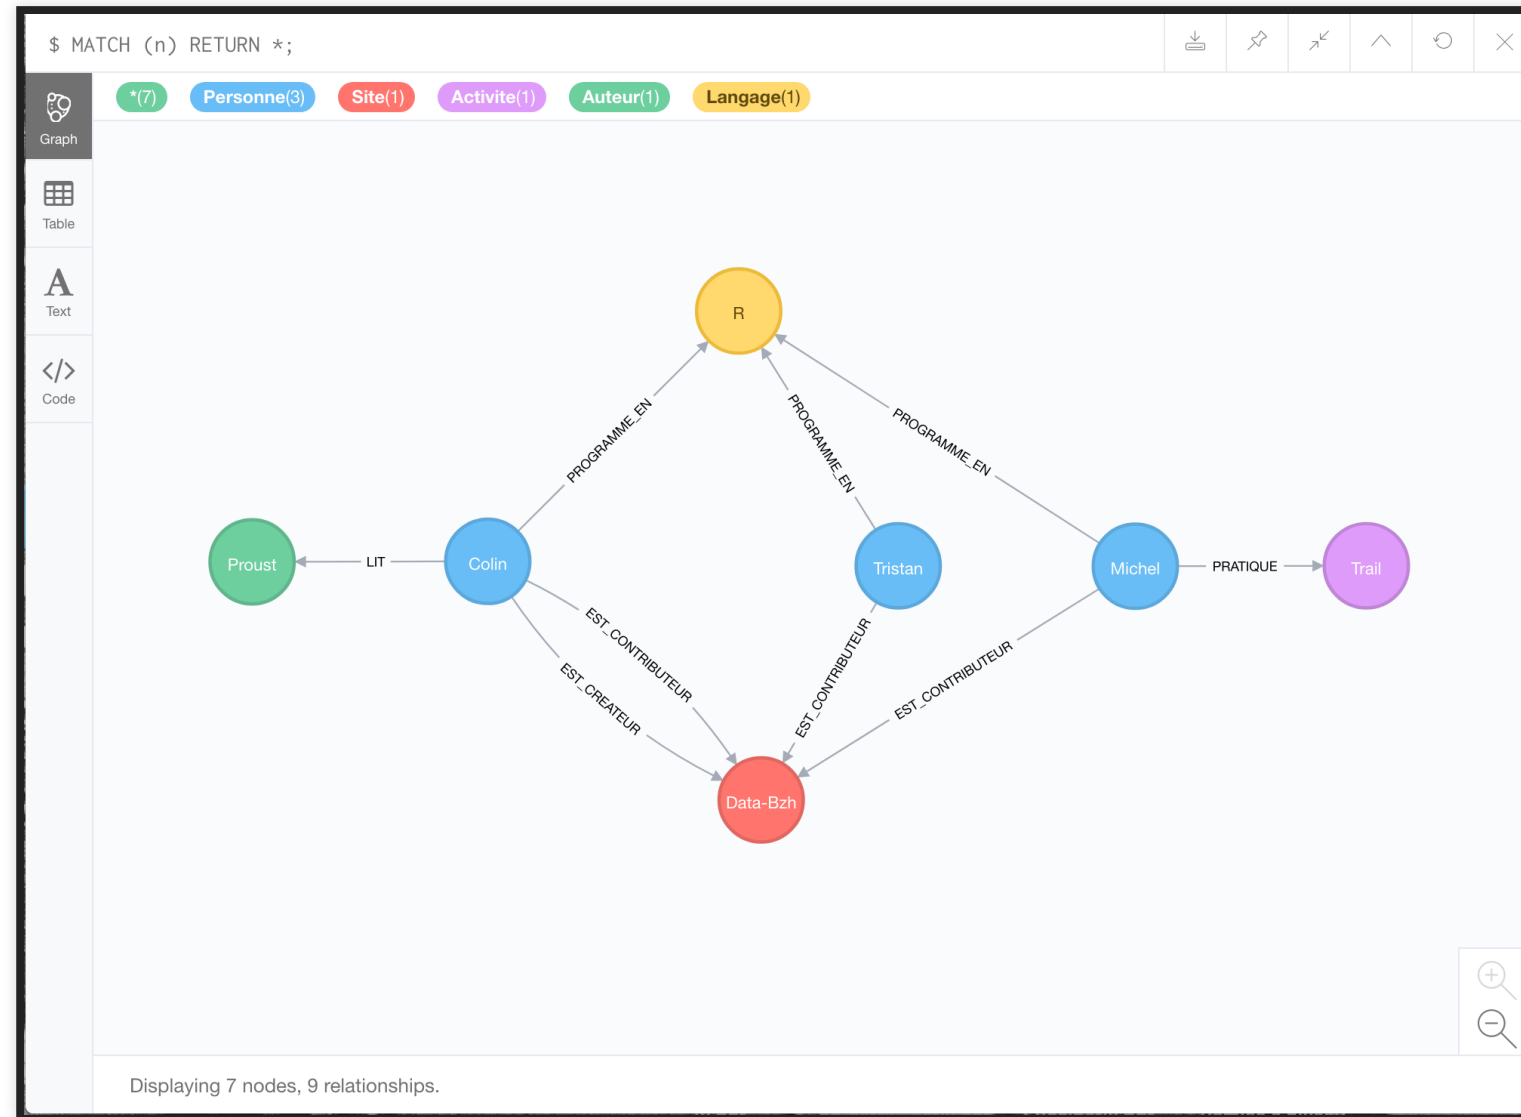 $ MATCH (n) RETURN *;
*(7) Personne(3) Site(1) Activite(1) Auteur(1) Langage(1)
Graph
Table
A
Text
</>
Code
R
PROGRAMME_EN
PROGRAMME_EN
PROGRAMME_EN
Proust
LIT
Colin
Tristan
Michel
PRATIQUE
Trail
EST_CONTRIBUTEUR
EST_CREATEUR
EST_CONTRIBUTEUR
EST_CONTRIBUTEUR
Data-Bzh
Displaying 7 nodes, 9 relationships.